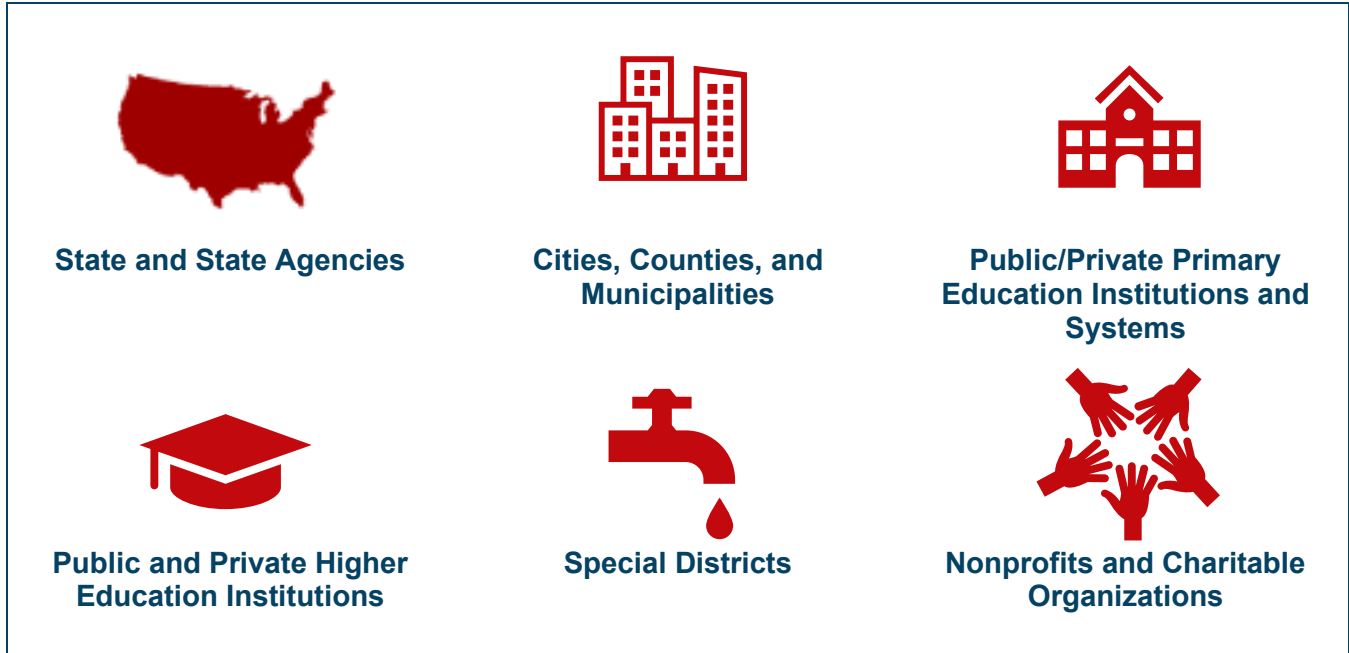 State and State Agencies
Cities, Counties, and
Municipalities
Public/Private Primary
Education Institutions and
Systems
Public and Private Higher
Education Institutions
Special Districts
Nonprofits and Charitable
Organizations